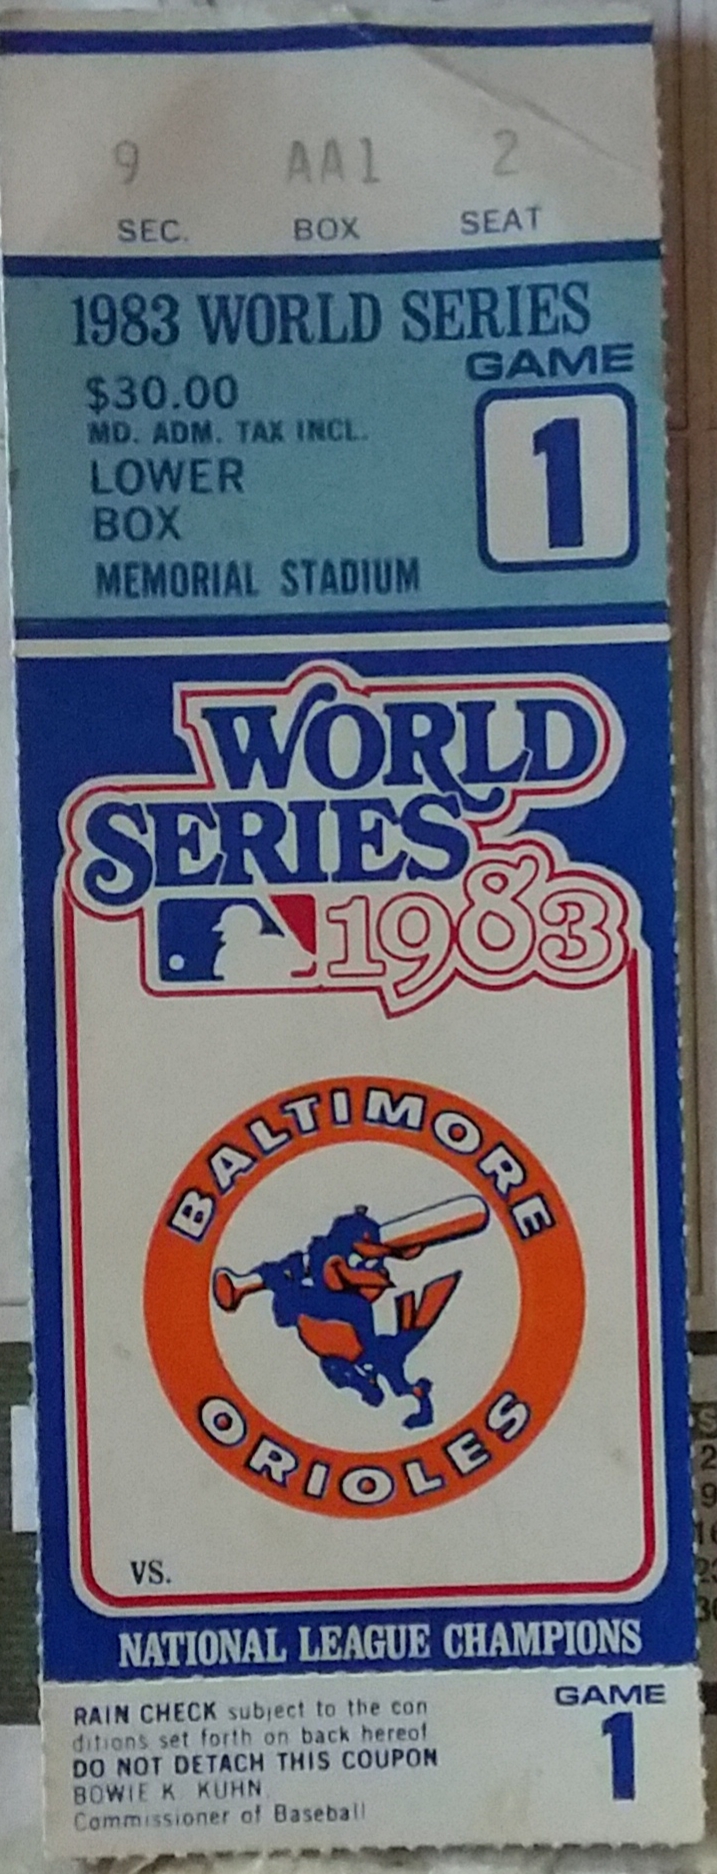 9 AA1 2
SEC. BOX SEAT
1983 WORLD SERIES
$30.00
MD. ADM. TAX INCL.
LOWER
BOX
MEMORIAL STADIUM
GAME
1
WORLD
SERIES
1983
BALTIMORE
ORIOLES
VS.
NATIONAL LEAGUE CHAMPIONS
RAIN CHECK subject to the con
ditions set forth on back hereof
DO NOT DETACH THIS COUPON
BOWIE K. KUHN
Commissioner of Baseball
GAME
1